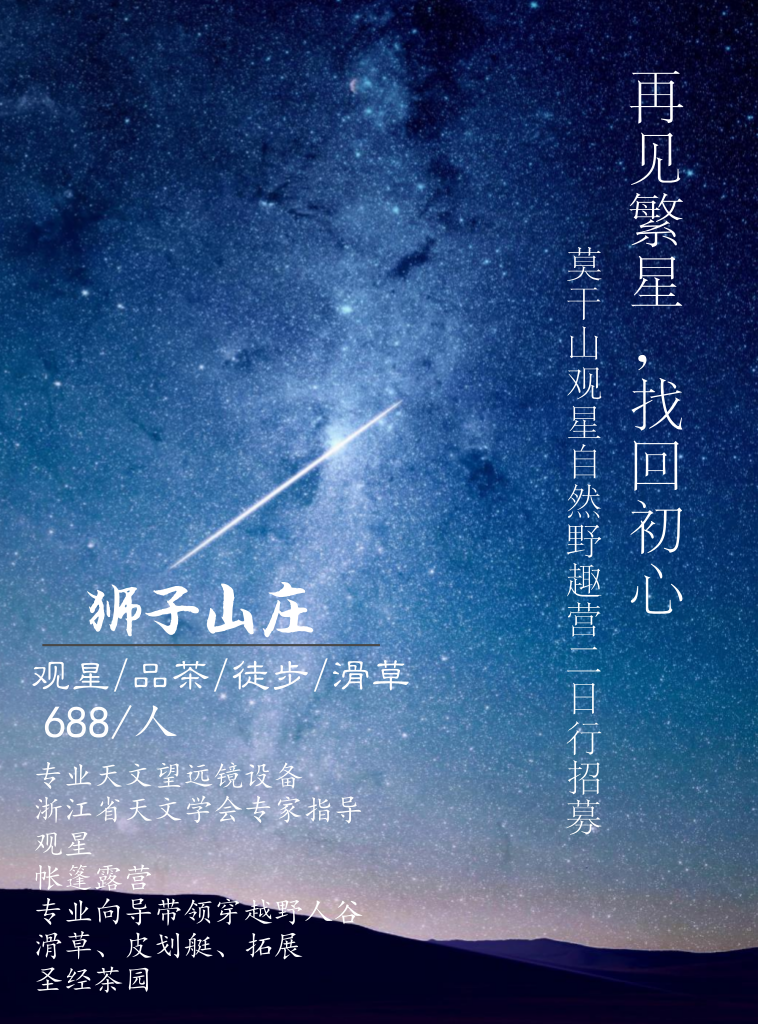 再见繁星，找回初心
莫干山观星自然野趣营二日行招募
狮子山庄
观星/品茶/徒步/滑草
688/人
专业天文望远镜设备
浙江省天文学会专家指导
观星
帐篷露营
专业向导带领穿越野人谷
滑草、皮划艇、拓展
圣经茶园